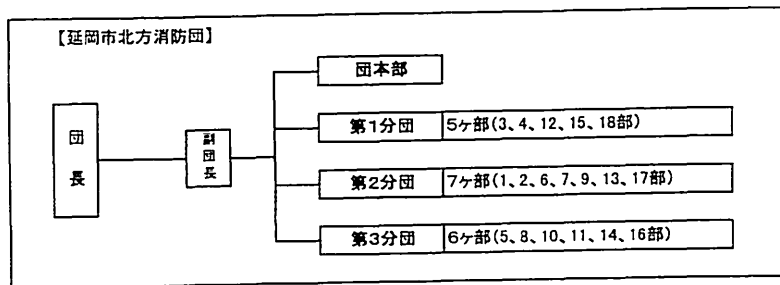 【延岡市北方消防団】
団長
副団長
団本部
第1分団 5ヶ部(3、4、12、15、18部)
第2分団 7ヶ部(1、2、6、7、9、13、17部)
第3分団 6ヶ部(5、8、10、11、14、16部)